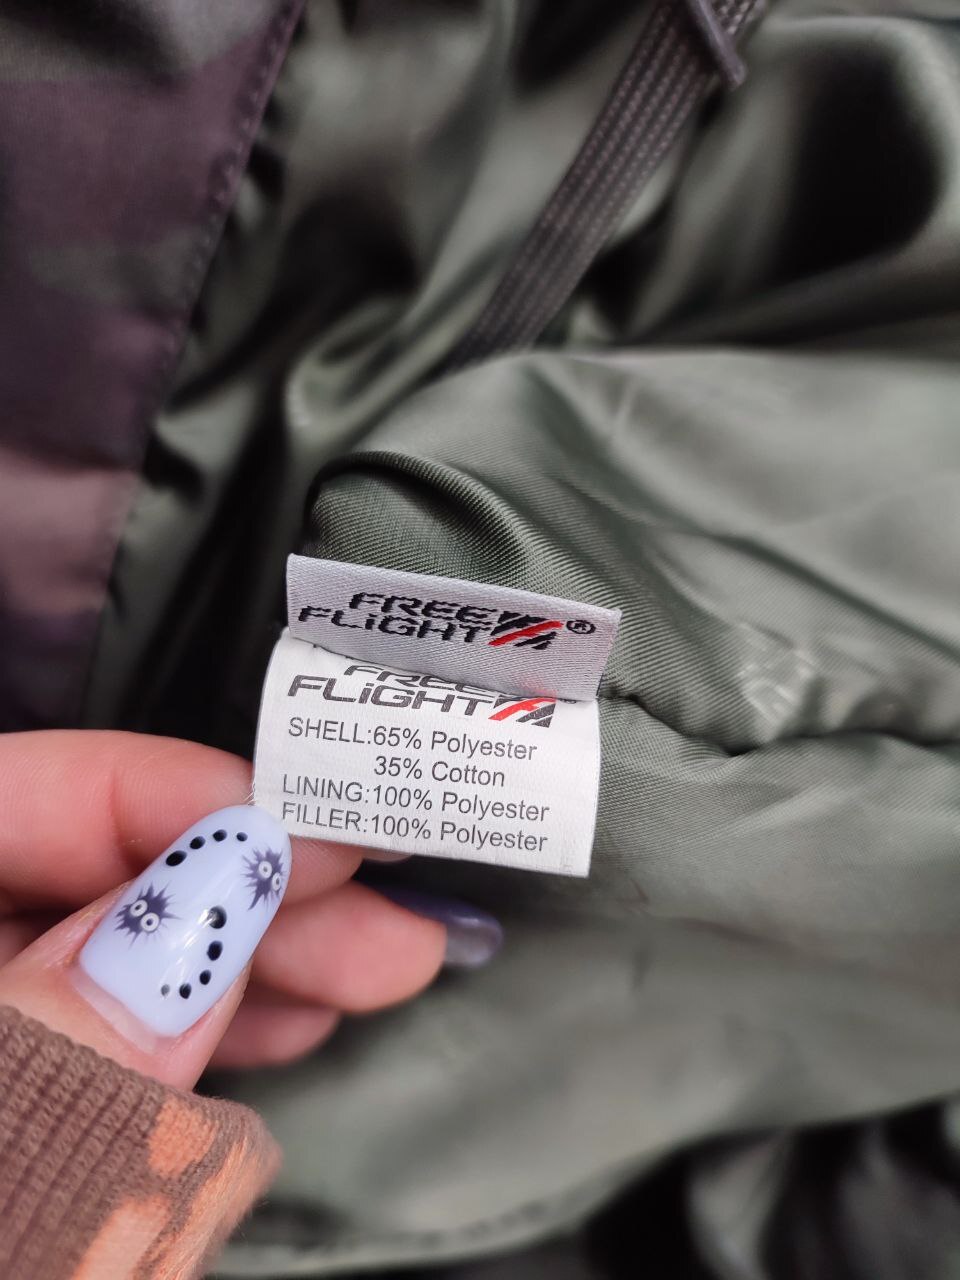 FREE
FLiGHT ®
FREE
FLiGHT
SHELL:65% Polyester
35% Cotton
LINING:100% Polyester
FILLER:100% Polyester